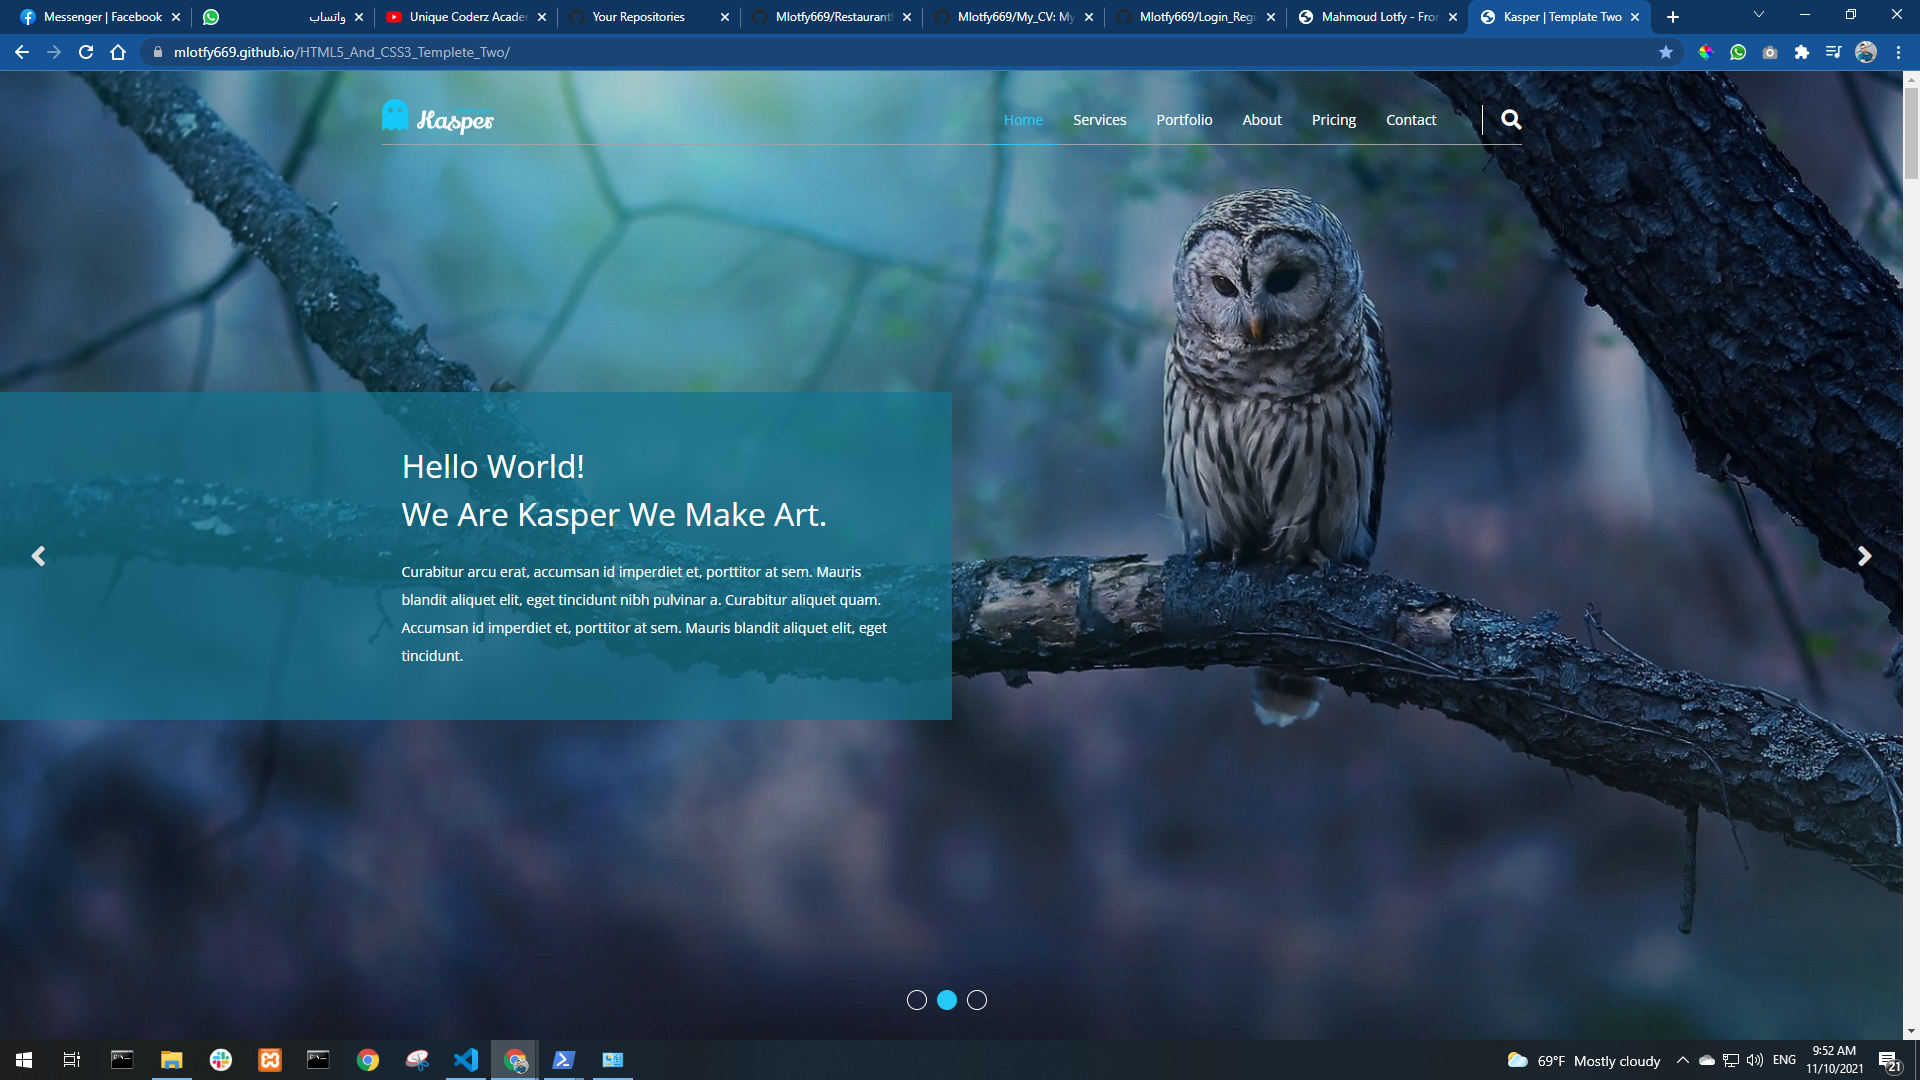 Messenger | Facebook
واتساب
Unique Coderz Acader
Your Repositories
Mlotfy669/Restauranti
Mlotfy669/My_CV: My
Mlotfy669/Login_Regi
Mahmoud Lotfy - Fron
Kasper | Template Two
mlotfy669.github.io/HTML5_And_CSS3_Templete_Two/
Kasper
Home
Services
Portfolio
About
Pricing
Contact
Hello World!
We Are Kasper We Make Art.
Curabitur arcu erat, accumsan id imperdiet et, porttitor at sem. Mauris
blandit aliquet elit, eget tincidunt nibh pulvinar a. Curabitur aliquet quam.
Accumsan id imperdiet et, porttitor at sem. Mauris blandit aliquet elit, eget
tincidunt.
69°F Mostly cloudy
ENG
9:52 AM
11/10/2021
21